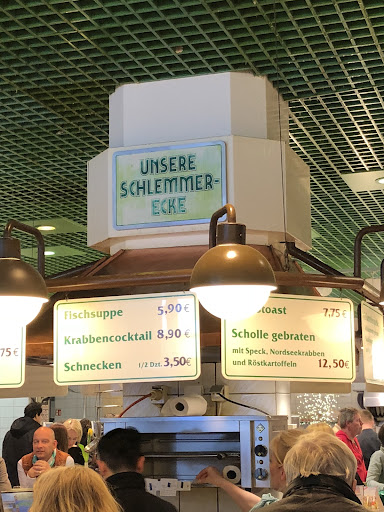 UNSERE
SCHLEMMER-
ECKE
Fischsuppe 5,90 €
Krabbencocktail 8,90 €
Schnecken 1/2 Dtz. 3,50 €
7,75 €
Scholle gebraten
mit Speck, Nordseekrabben
und Röstkartoffeln 12,50 €
,75 €